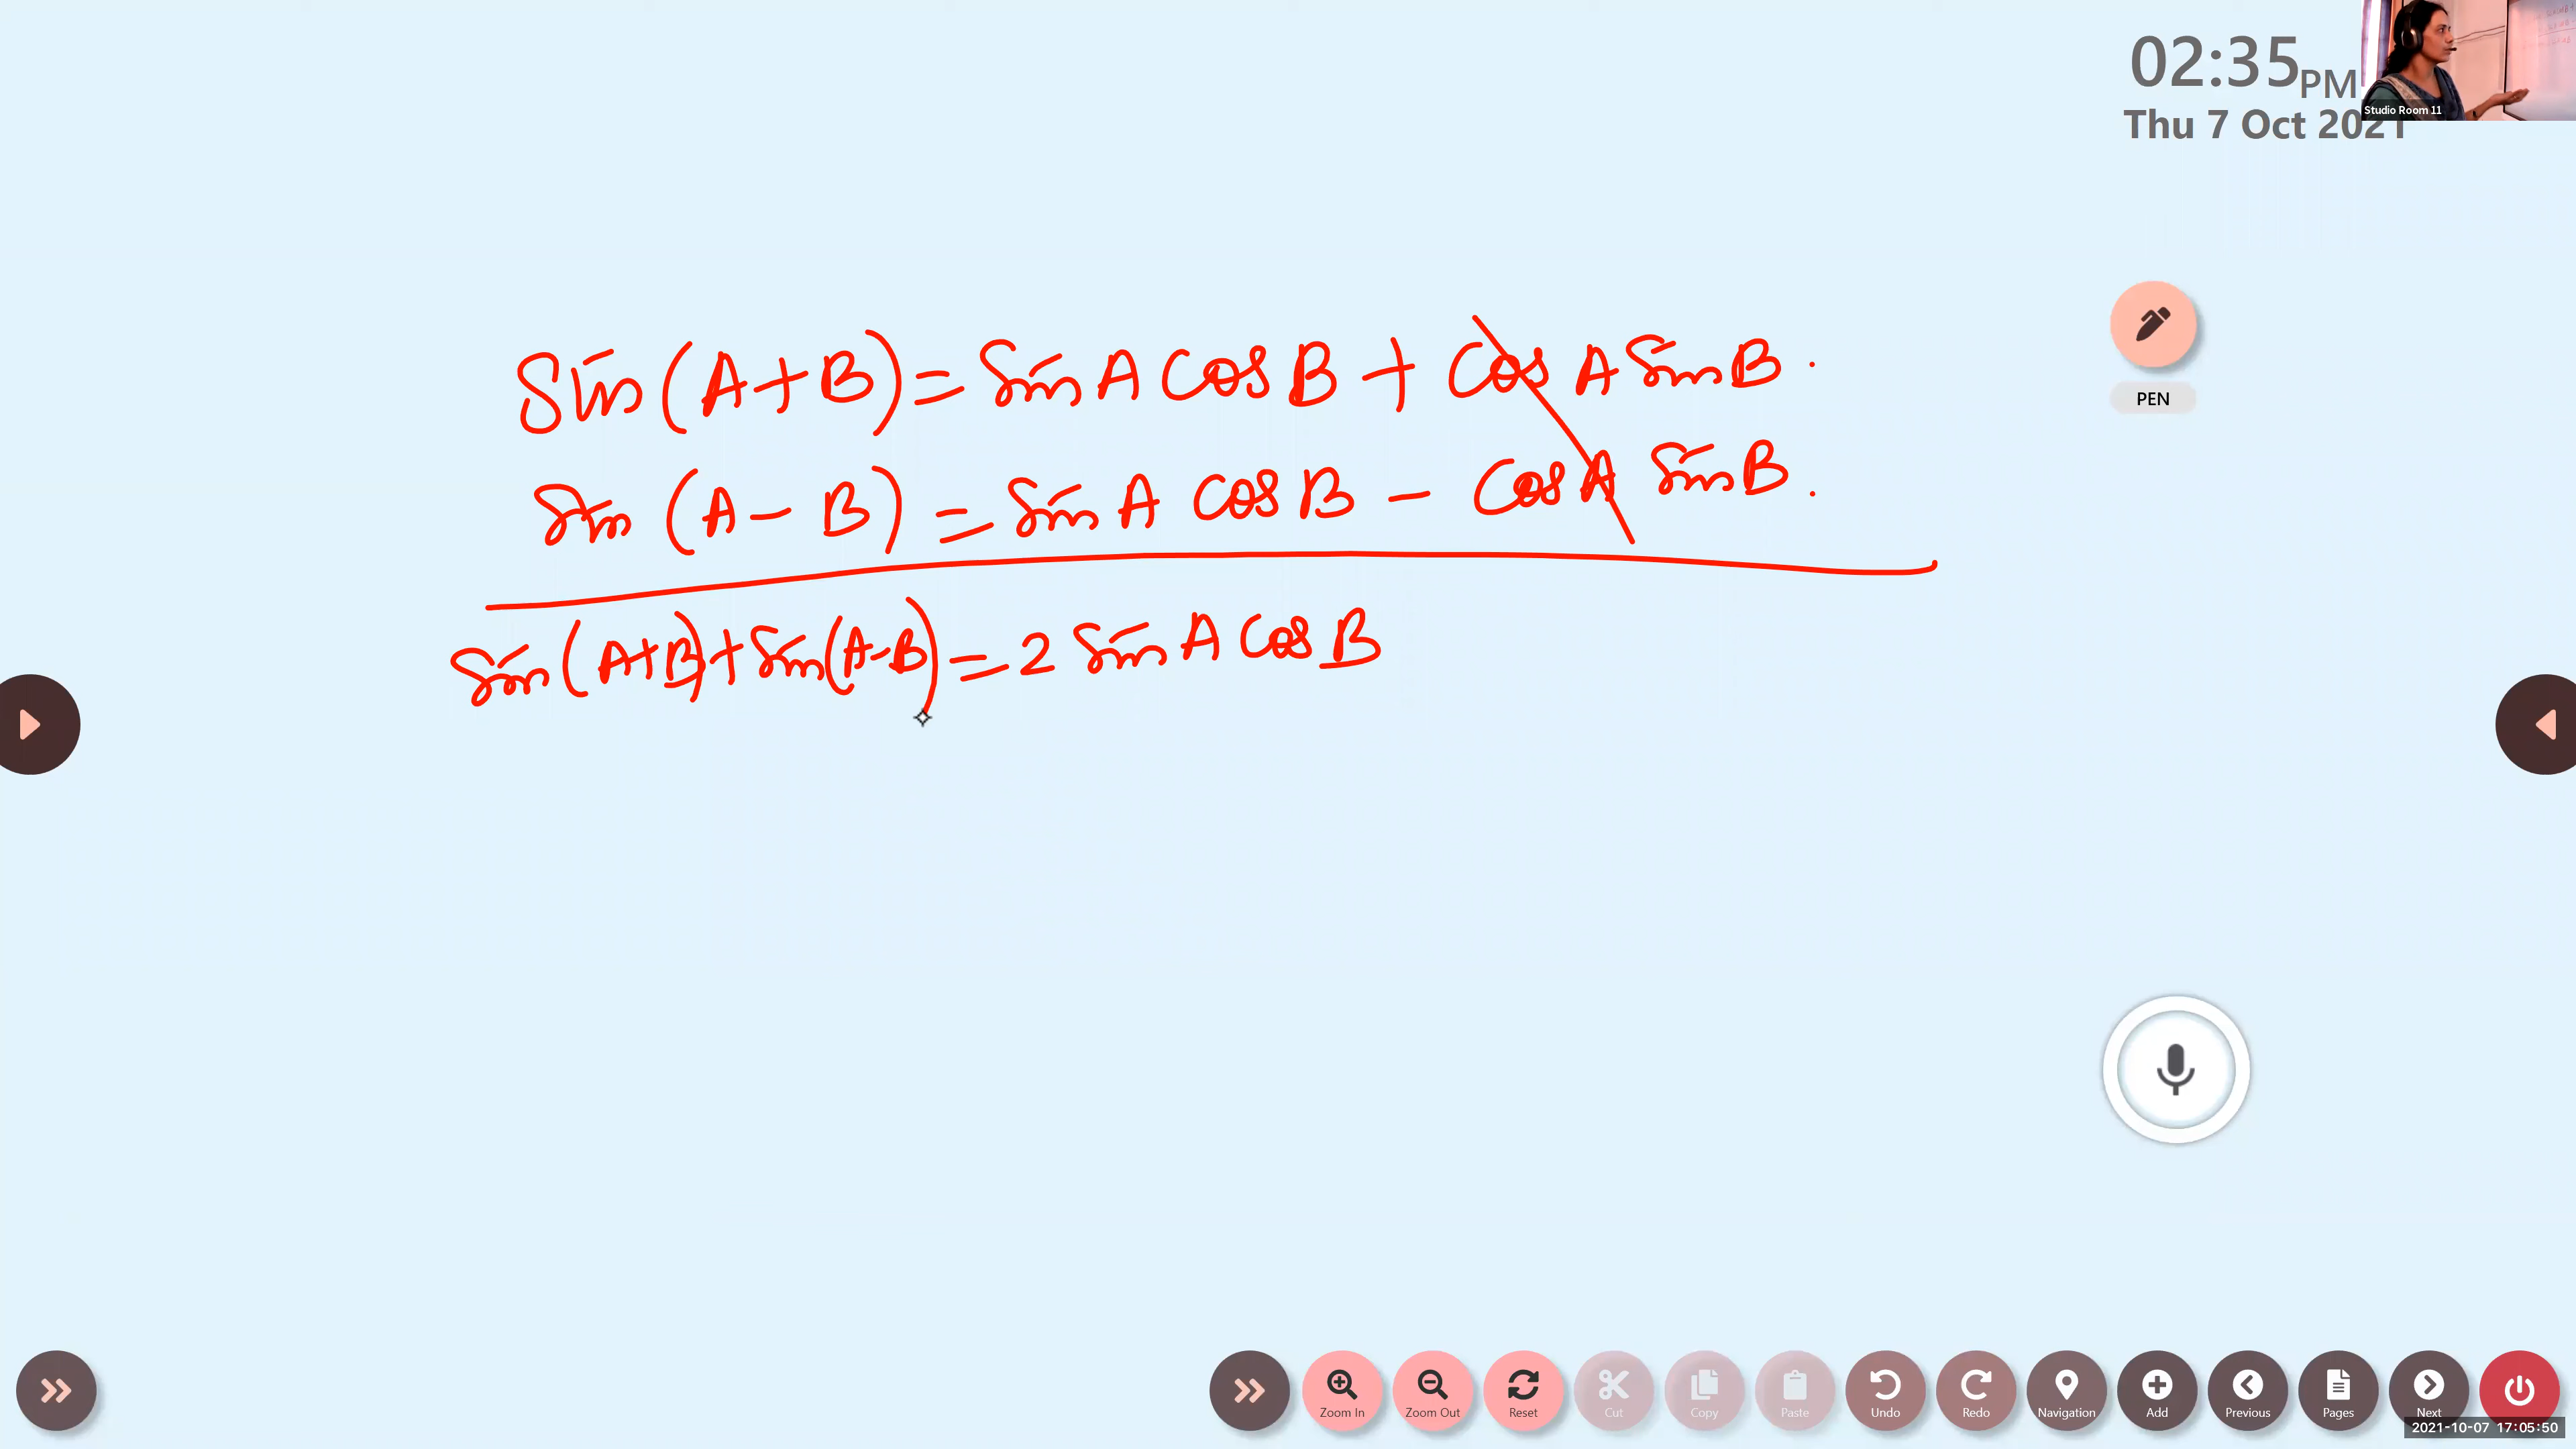 02:35 PM
Thu 7 Oct 2021
Studio Room 11
PEN
Sin (A+B) = Sin A Cos B + Cos A Sin B.
Sin (A - B) = Sin A Cos B - Cos A Sin B.
Sin (A+B) + Sin (A-B) = 2 Sin A Cos B
Zoom In Zoom Out Reset Cut Copy Paste Undo Redo Navigation Add Previous Pages Next
2021-10-07 17:05:50